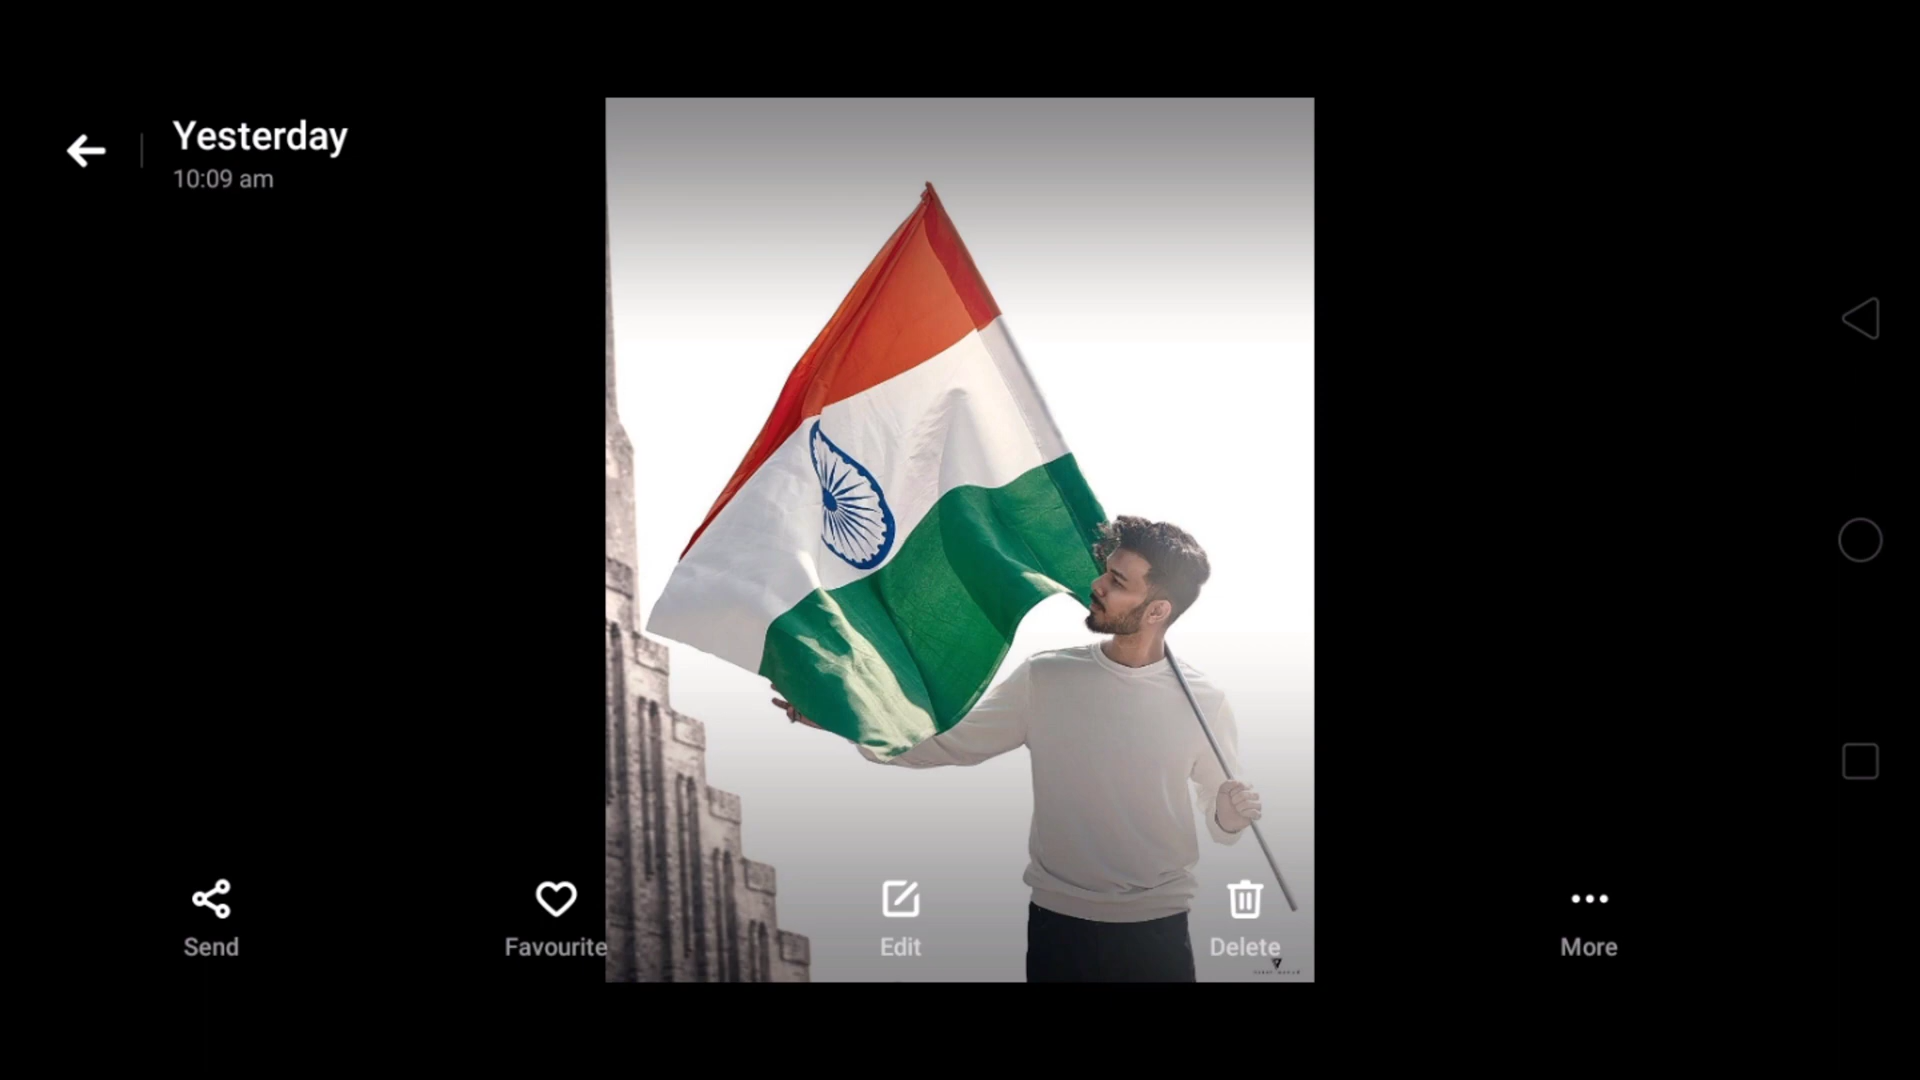 Yesterday
10:09 am
Send
Favourite
Edit
Delete
More